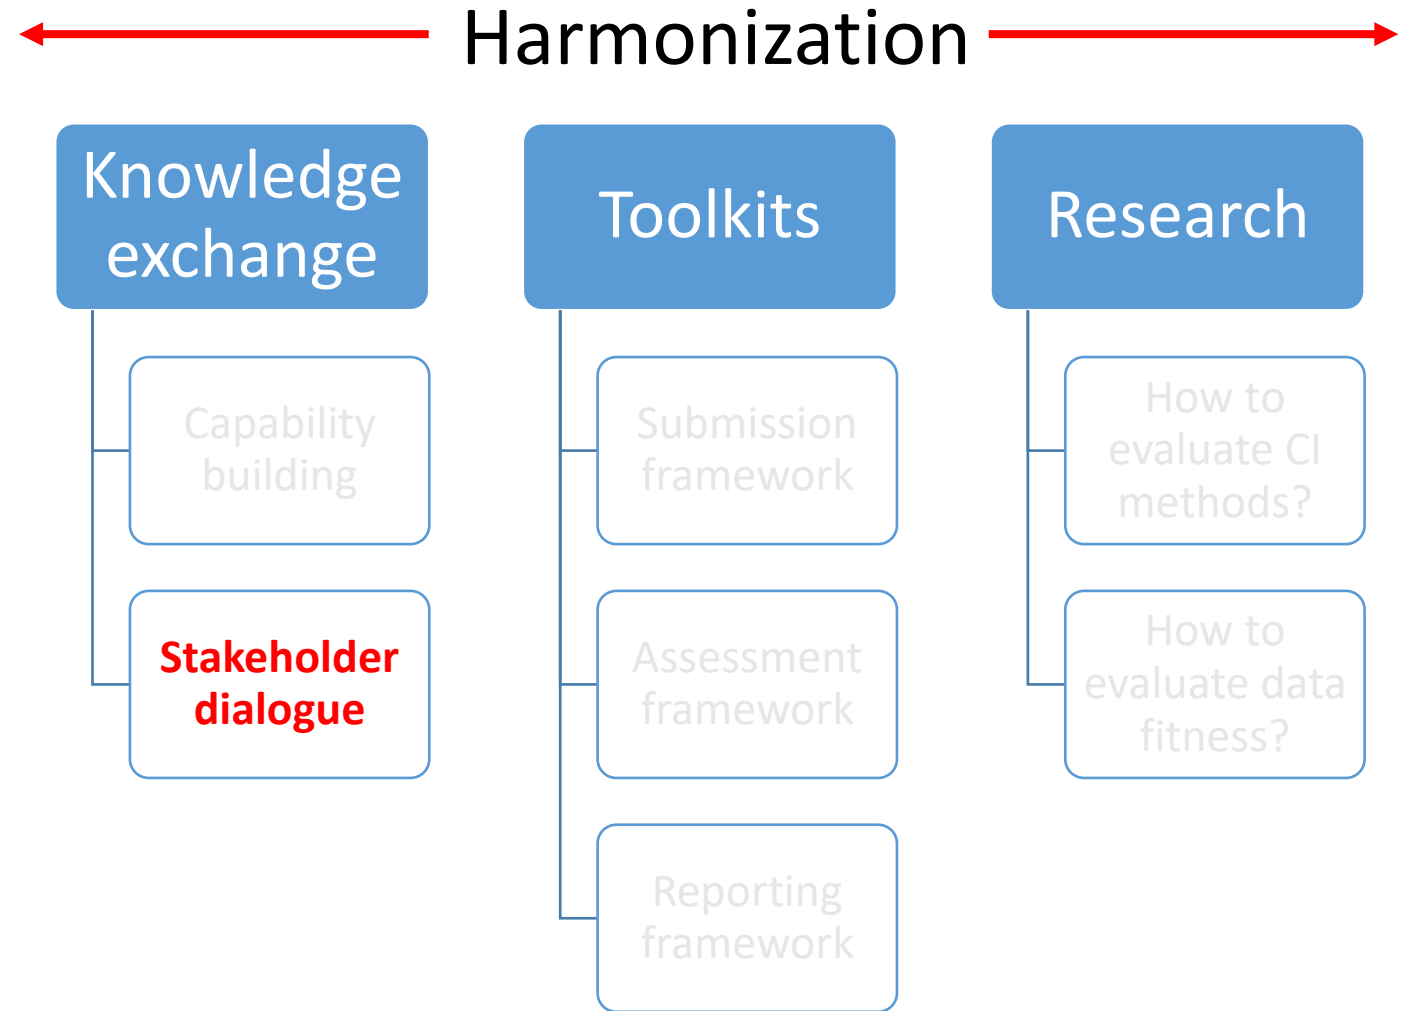 Harmonization
Knowledge
exchange
Capability
building
Stakeholder
dialogue
Toolkits
Submission
framework
Assessment
framework
Reporting
framework
Research
How to
evaluate CI
methods?
How to
evaluate data
fitness?